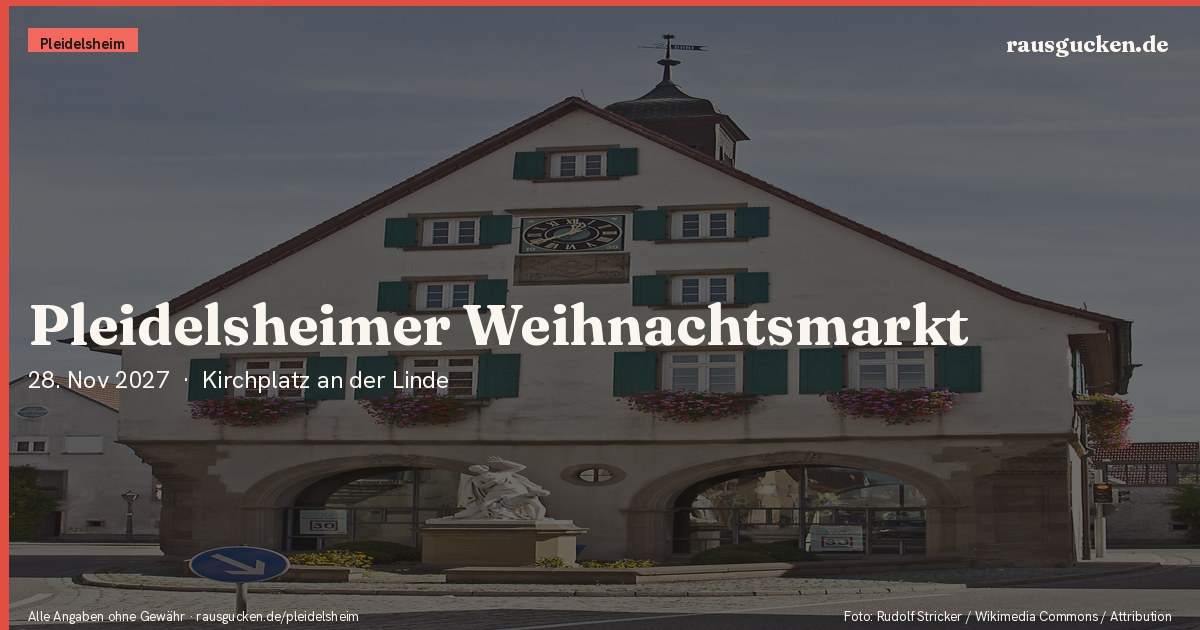 Pleidelsheim
rausgucken.de
Pleidelsheimer Weihnachtsmarkt
28. Nov 2027 · Kirchplatz an der Linde
30
Alle Angaben ohne Gewähr · rausgucken.de/pleidelsheim
Foto: Rudolf Stricker / Wikimedia Commons / Attribution